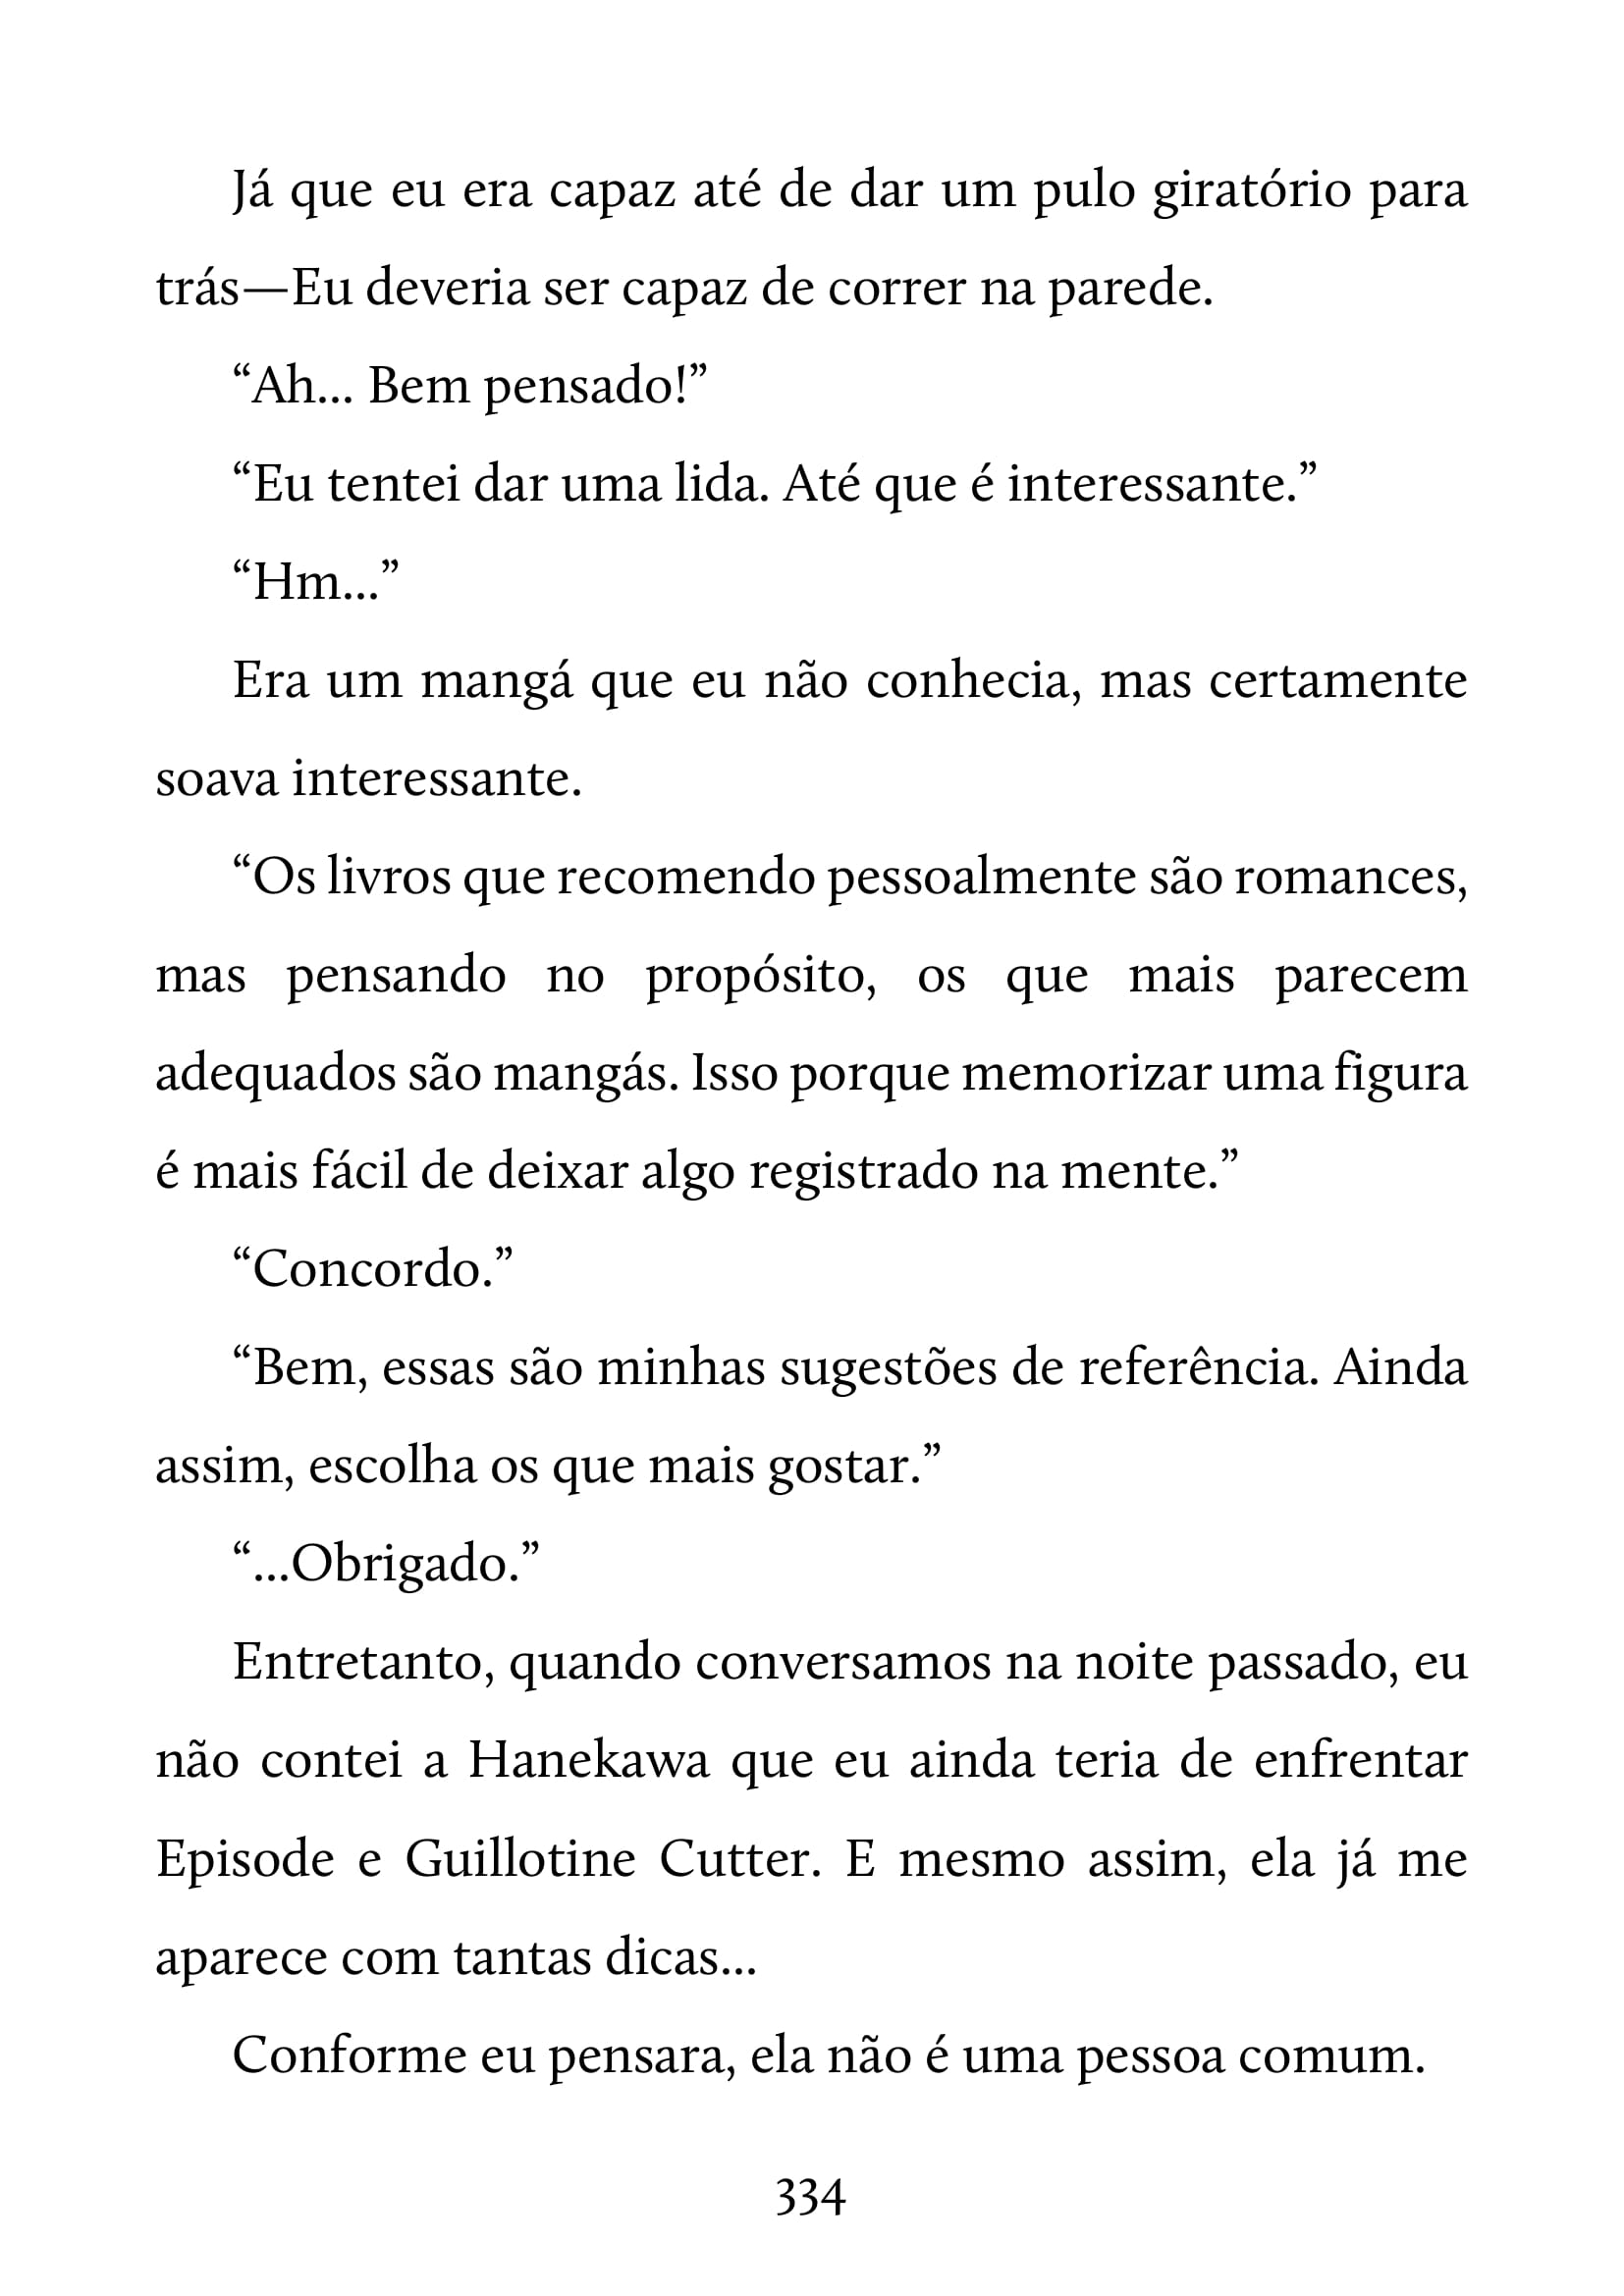 Já que eu era capaz até de dar um pulo giratório para
trás—Eu deveria ser capaz de correr na parede.
“Ah... Bem pensado!”
“Eu tentei dar uma lida. Até que é interessante.”
“Hm...”
Era um mangá que eu não conhecia, mas certamente
soava interessante.
“Os livros que recomendo pessoalmente são romances,
mas pensando no propósito, os que mais parecem
adequados são mangás. Isso porque memorizar uma figura
é mais fácil de deixar algo registrado na mente.”
“Concordo.”
“Bem, essas são minhas sugestões de referência. Ainda
assim, escolha os que mais gostar.”
“...Obrigado.”
Entretanto, quando conversamos na noite passado, eu
não contei a Hanekawa que eu ainda teria de enfrentar
Episode e Guillotine Cutter. E mesmo assim, ela já me
aparece com tantas dicas...
Conforme eu pensara, ela não é uma pessoa comum.
334